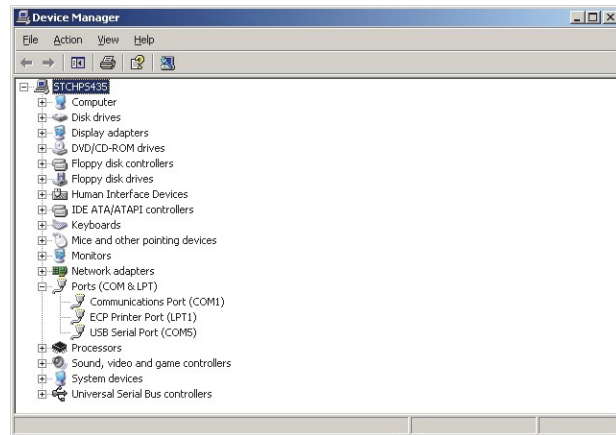 Device Manager
File Action View Help
STCHPS435
Computer
Disk drives
Display adapters
DVD/CD-ROM drives
Floppy disk controllers
Floppy disk drives
Human Interface Devices
IDE ATA/ATAPI controllers
Keyboards
Mice and other pointing devices
Monitors
Network adapters
Ports (COM & LPT)
Communications Port (COM1)
ECP Printer Port (LPT1)
USB Serial Port (COM5)
Processors
Sound, video and game controllers
System devices
Universal Serial Bus controllers